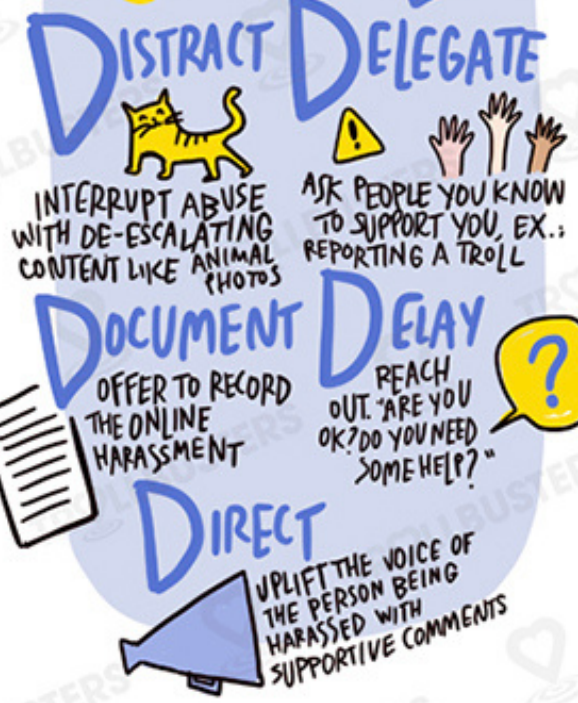 DISTRACT
INTERRUPT ABUSE
WITH DE-ESCALATING
CONTENT LIKE ANIMAL
PHOTOS
DELEGATE
!
ASK PEOPLE YOU KNOW
TO SUPPORT YOU, EX.:
REPORTING A TROLL
DOCUMENT
OFFER TO RECORD
THE ONLINE
HARASSMENT
DELAY
REACH
OUT. "ARE YOU
OK? DO YOU NEED
SOME HELP?"
?
DIRECT
UPLIFT THE VOICE OF
THE PERSON BEING
HARASSED WITH
SUPPORTIVE COMMENTS
TROLLBUSTERS